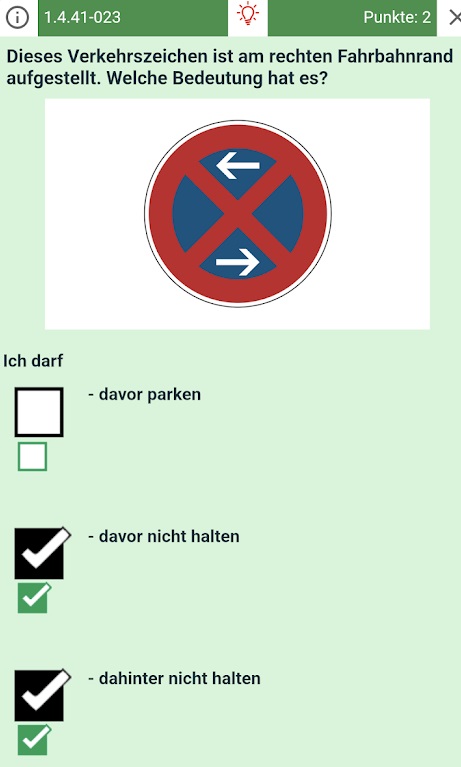 1.4.41-023
Punkte: 2
Dieses Verkehrszeichen ist am rechten Fahrbahnrand
aufgestellt. Welche Bedeutung hat es?
Ich darf
- davor parken
- davor nicht halten
- dahinter nicht halten